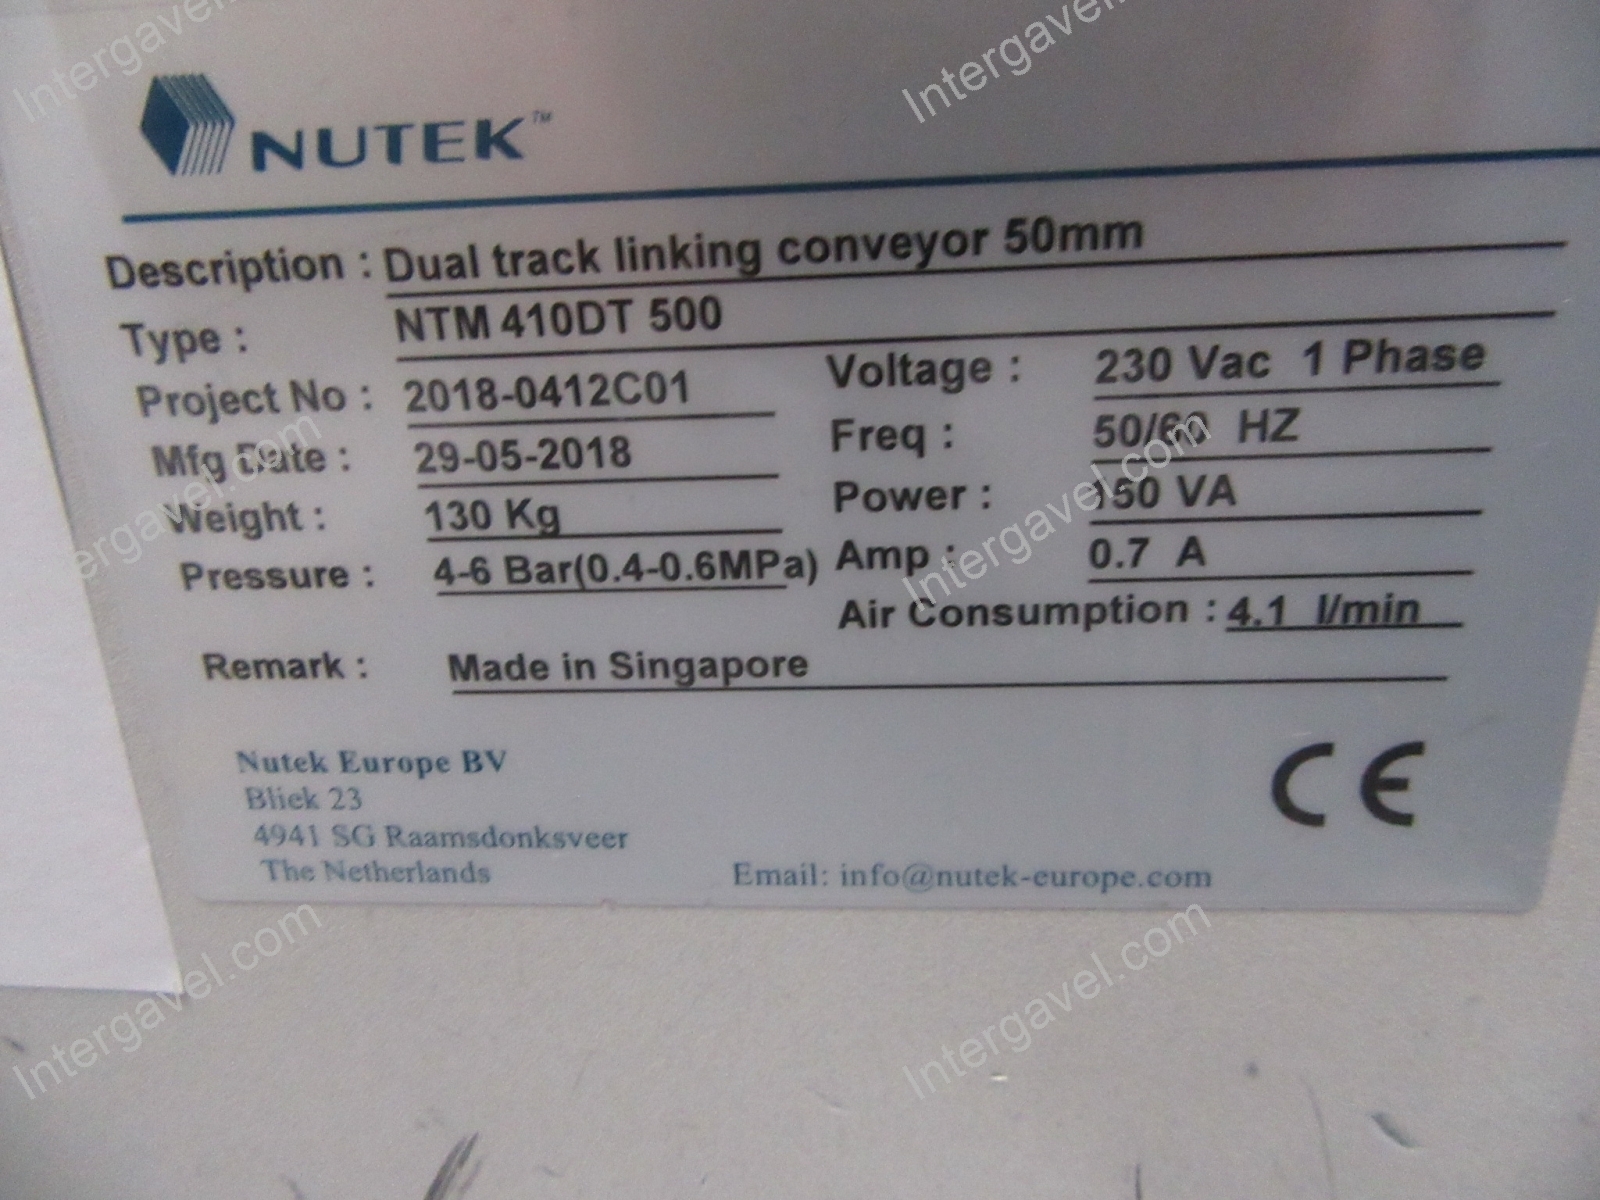 NUTEK™
Description : Dual track linking conveyor 50mm
Type : NTM 410DT 500
Project No : 2018-0412C01
Voltage : 230 Vac 1 Phase
Mfg Date : 29-05-2018
Freq : 50/60 HZ
Weight : 130 Kg
Power : 150 VA
Pressure : 4-6 Bar(0.4-0.6MPa)
Amp : 0.7 A
Air Consumption : 4.1 l/min
Remark : Made in Singapore
Nutek Europe BV
Bliek 23
4941 SG Raamsdonksveer
The Netherlands
Email: info@nutek-europe.com
CE
Intergavel.com
Intergavel.com
Intergavel.com
Intergavel.com
Intergavel
Intergavel